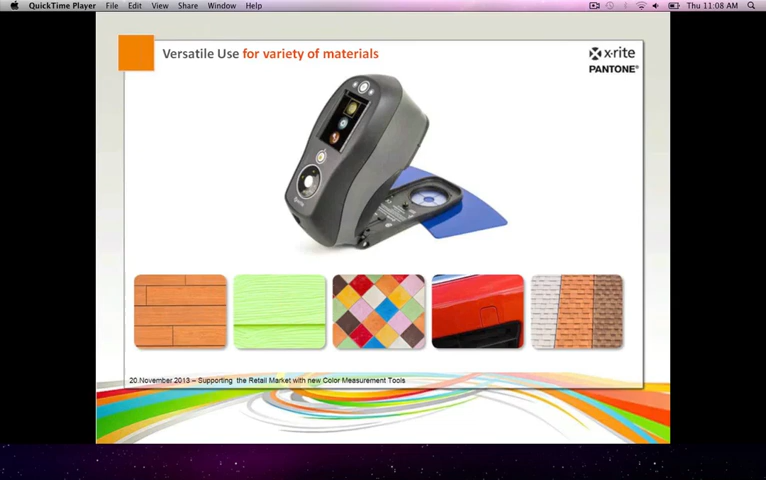 QuickTime Player File Edit View Share Window Help Thu 11:08 AM
Versatile Use for variety of materials
x·rite
PANTONE®
20.November 2013 – Supporting the Retail Market with new Color Measurement Tools